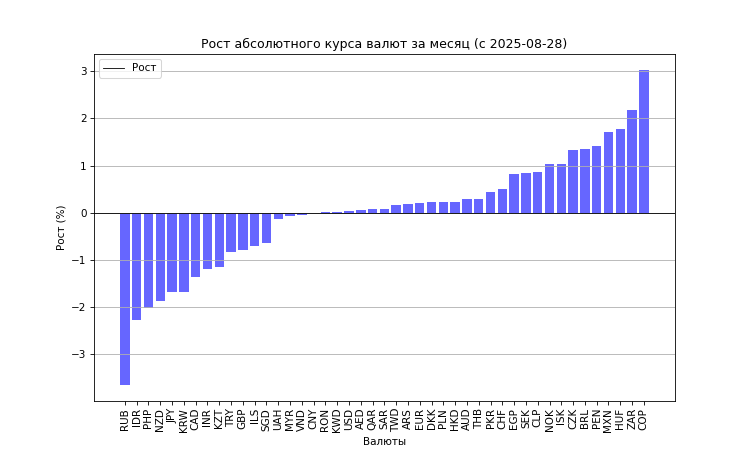 Рост абсолютного курса валют за месяц (с 2025-08-28)
Рост
3
2
1
0
−1
−2
−3
Рост (%)
RUB IDR PHP NZD JPY KRW CAD INR KZT TRY GBP ILS SGD UAH MYR VND CNY RON KWD USD AED QAR SAR TWD ARS EUR DKK PLN HKD AUD THB PKR CHF EGP SEK CLP NOK ISK CZK BRL PEN MXN HUF ZAR COP
Валюты